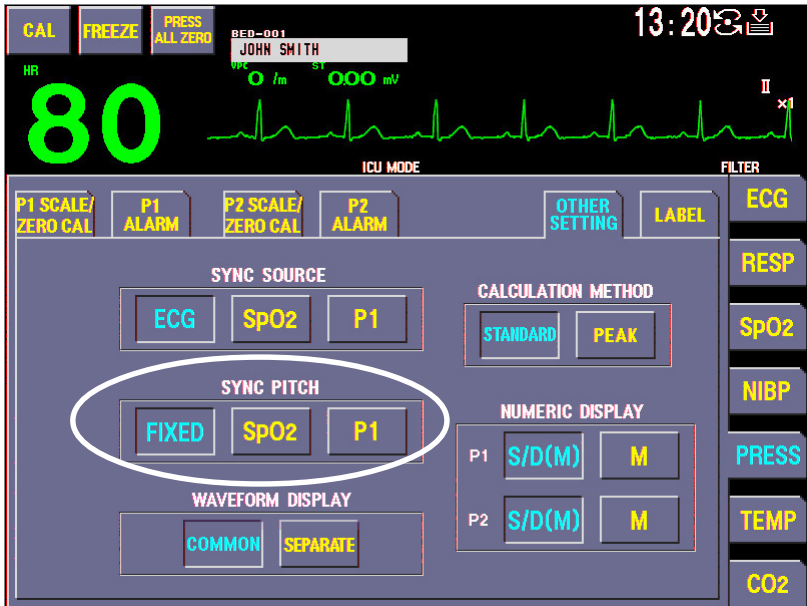 CAL
FREEZE
PRESS
ALL ZERO
BED-001
JOHN SMITH
13:20
HR
80
VPC
0 /m
ST
0.00 mV
II
×1
ICU MODE
FILTER
P1 SCALE/
ZERO CAL
P1
ALARM
P2 SCALE/
ZERO CAL
P2
ALARM
OTHER
SETTING
LABEL
ECG
RESP
SpO2
NIBP
PRESS
TEMP
CO2
SYNC SOURCE
ECG SpO2 P1
CALCULATION METHOD
STANDARD PEAK
SYNC PITCH
FIXED SpO2 P1
NUMERIC DISPLAY
P1 S/D(M) M
P2 S/D(M) M
WAVEFORM DISPLAY
COMMON SEPARATE